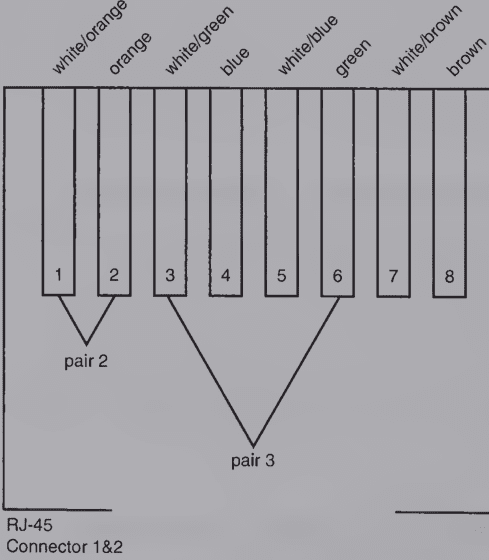 white/orange
orange
white/green
blue
white/blue
green
white/brown
brown
1 2 3 4 5 6 7 8
pair 2
pair 3
RJ-45
Connector 1&2